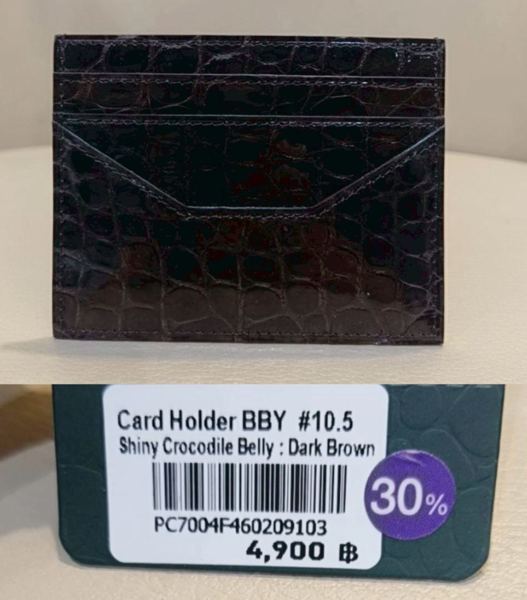 Card Holder BBY #10.5
Shiny Crocodile Belly : Dark Brown
30%
PC7004F460209103
4,900 ฿